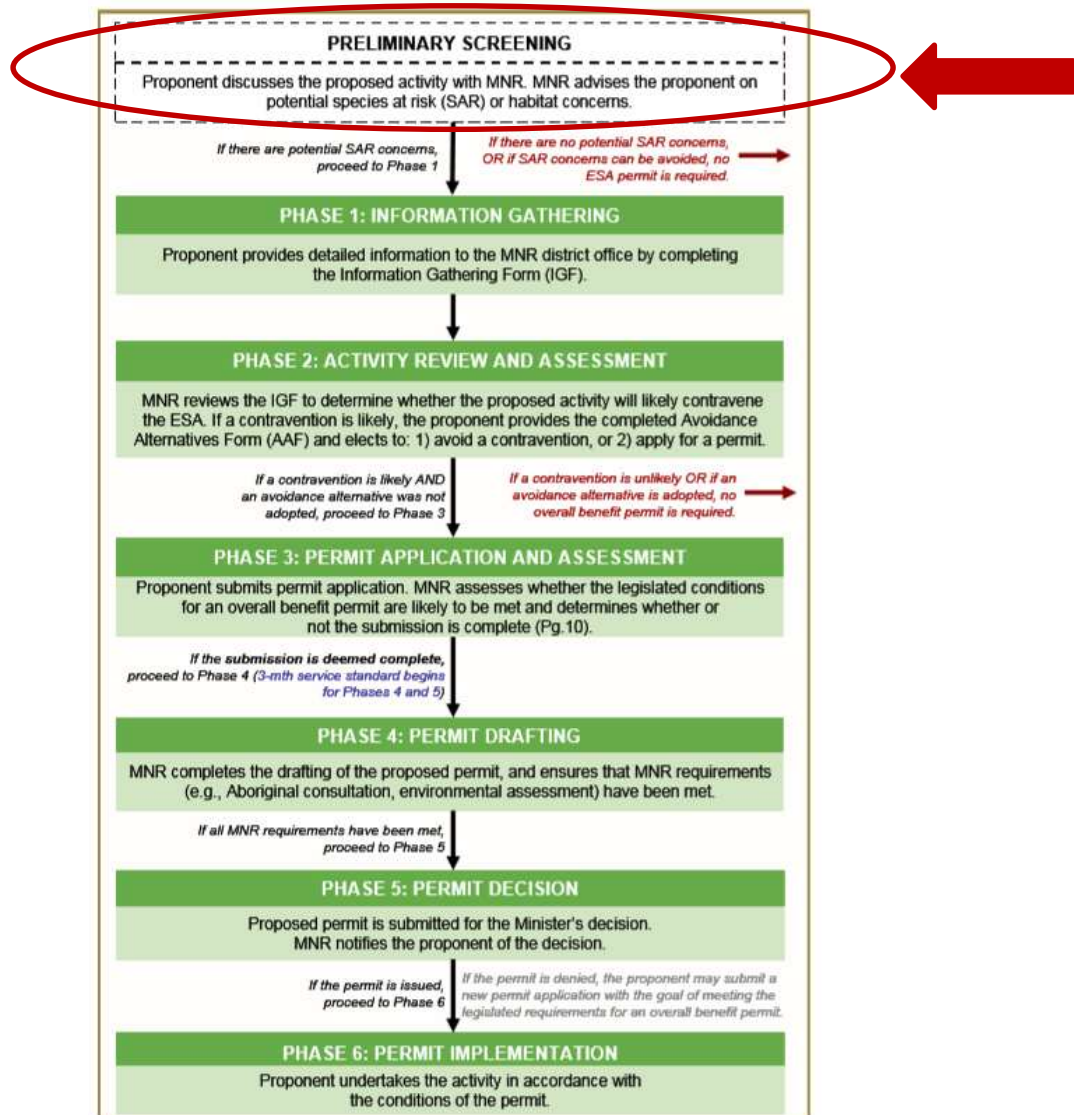 PRELIMINARY SCREENING
Proponent discusses the proposed activity with MNR. MNR advises the proponent on
potential species at risk (SAR) or habitat concerns.
If there are potential SAR concerns,
proceed to Phase 1
If there are no potential SAR concerns,
OR if SAR concerns can be avoided, no
ESA permit is required.
PHASE 1: INFORMATION GATHERING
Proponent provides detailed information to the MNR district office by completing
the Information Gathering Form (IGF).
PHASE 2: ACTIVITY REVIEW AND ASSESSMENT
MNR reviews the IGF to determine whether the proposed activity will likely contravene
the ESA. If a contravention is likely, the proponent provides the completed Avoidance
Alternatives Form (AAF) and elects to: 1) avoid a contravention, or 2) apply for a permit.
If a contravention is likely AND
an avoidance alternative was not
adopted, proceed to Phase 3
If a contravention is unlikely OR if an
avoidance alternative is adopted, no
overall benefit permit is required.
PHASE 3: PERMIT APPLICATION AND ASSESSMENT
Proponent submits permit application. MNR assesses whether the legislated conditions
for an overall benefit permit are likely to be met and determines whether or
not the submission is complete (Pg.10).
If the submission is deemed complete,
proceed to Phase 4 (3-mth service standard begins
for Phases 4 and 5)
PHASE 4: PERMIT DRAFTING
MNR completes the drafting of the proposed permit, and ensures that MNR requirements
(e.g., Aboriginal consultation, environmental assessment) have been met.
If all MNR requirements have been met,
proceed to Phase 5
PHASE 5: PERMIT DECISION
Proposed permit is submitted for the Minister's decision.
MNR notifies the proponent of the decision.
If the permit is issued,
proceed to Phase 6
If the permit is denied, the proponent may submit a
new permit application with the goal of meeting the
legislated requirements for an overall benefit permit.
PHASE 6: PERMIT IMPLEMENTATION
Proponent undertakes the activity in accordance with
the conditions of the permit.